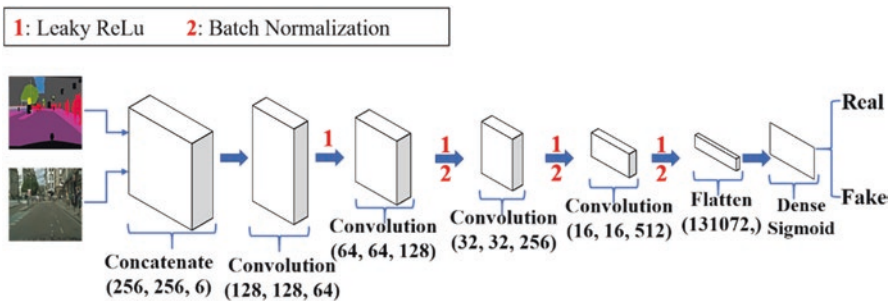 1: Leaky ReLu 2: Batch Normalization
1
1
2
1
2
1
2
Real
Fake
Concatenate
(256, 256, 6)
Convolution
(128, 128, 64)
Convolution
(64, 64, 128)
Convolution
(32, 32, 256)
Convolution
(16, 16, 512)
Flatten
(131072,)
Dense
Sigmoid